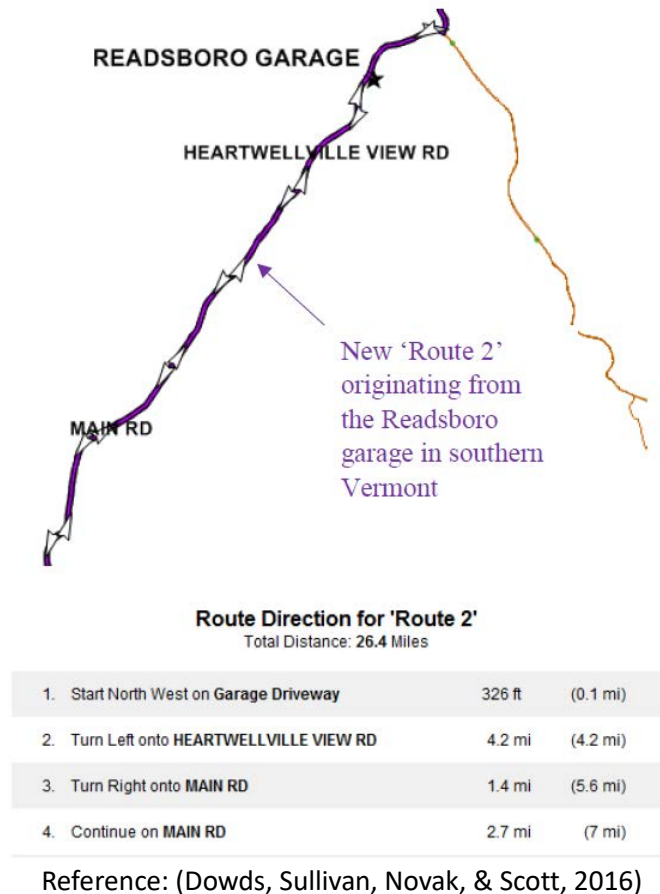 READSBORO GARAGE
HEARTWELLVILLE VIEW RD
New ‘Route 2’
originating from
the Readsboro
garage in southern
Vermont
MAIN RD
Route Direction for 'Route 2'
Total Distance: 26.4 Miles
1. Start North West on Garage Driveway 326 ft (0.1 mi)
2. Turn Left onto HEARTWELLVILLE VIEW RD 4.2 mi (4.2 mi)
3. Turn Right onto MAIN RD 1.4 mi (5.6 mi)
4. Continue on MAIN RD 2.7 mi (7 mi)
Reference: (Dowds, Sullivan, Novak, & Scott, 2016)